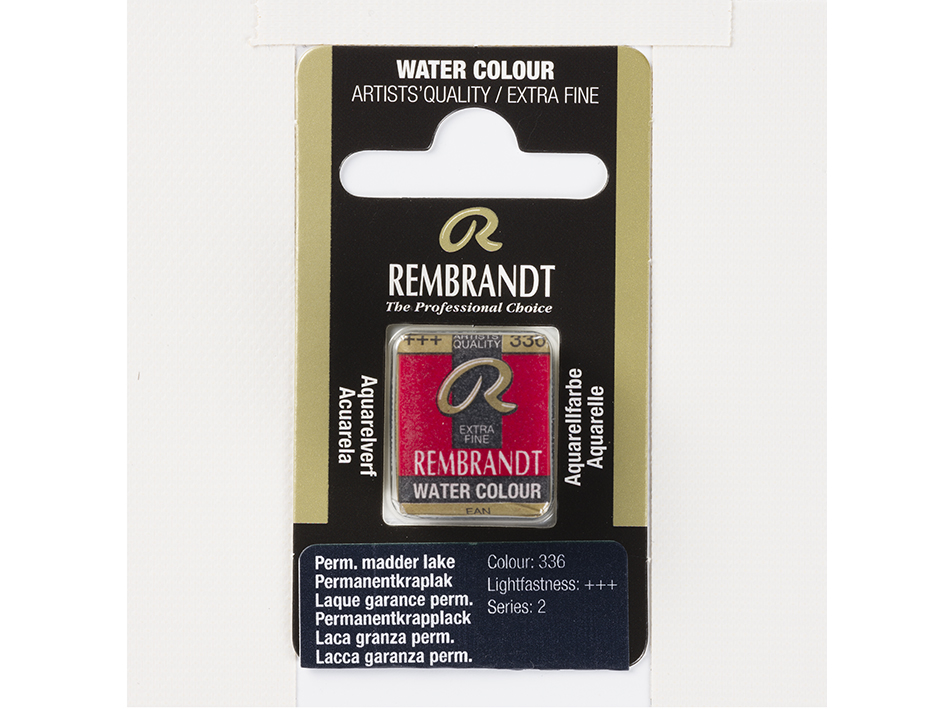 WATER COLOUR
ARTISTS' QUALITY / EXTRA FINE
R
REMBRANDT
The Professional Choice
+++ ARTISTS 336
QUALITY
R
EXTRA
FINE
REMBRANDT
WATER COLOUR
EAN
Aquarelverf
Acuarela
Aquarellfarbe
Aquarelle
Perm. madder lake
Permanentkraplak
Laque garance perm.
Permanentkrapplack
Laca granza perm.
Lacca garanza perm.
Colour: 336
Lightfastness: +++
Series: 2